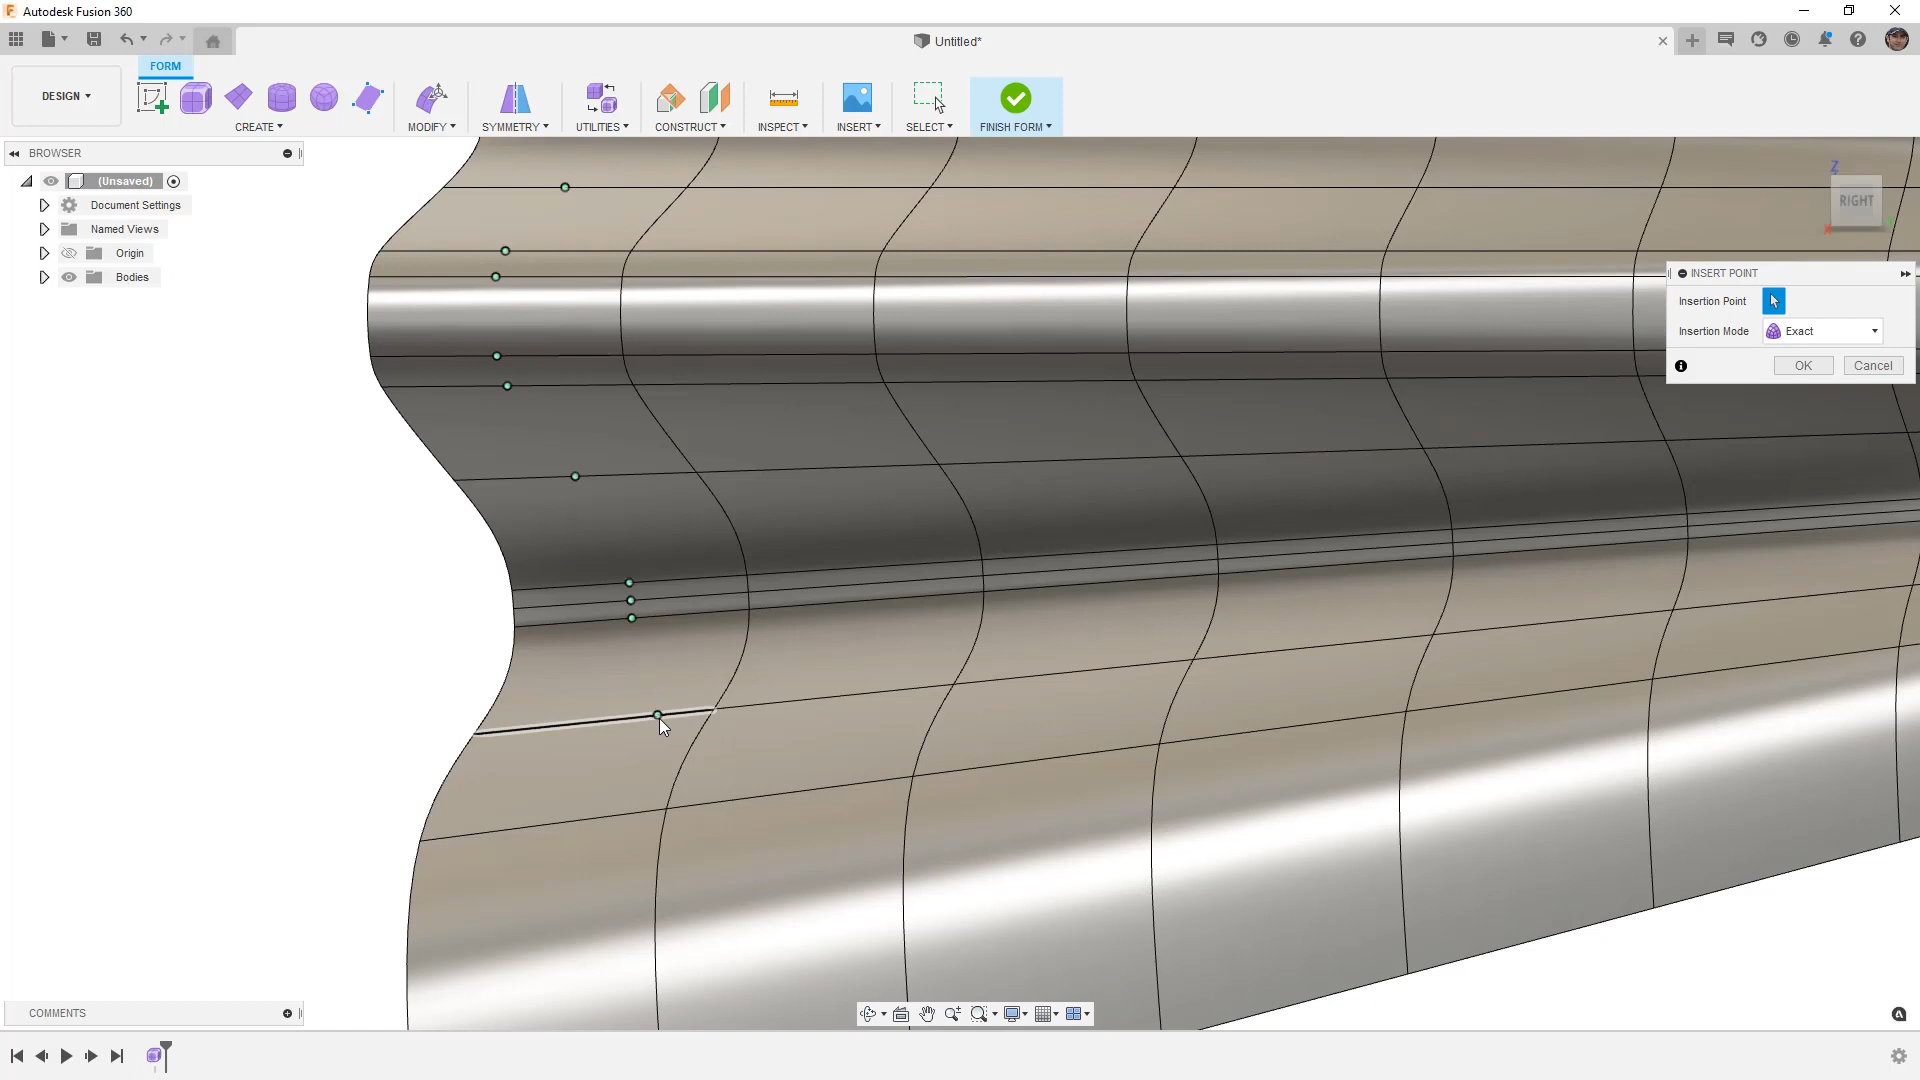 Autodesk Fusion 360
Untitled*
FORM
DESIGN
CREATE
MODIFY
SYMMETRY
UTILITIES
CONSTRUCT
INSPECT
INSERT
SELECT
FINISH FORM
BROWSER
(Unsaved)
Document Settings
Named Views
Origin
Bodies
Z
RIGHT
X
INSERT POINT
Insertion Point
Insertion Mode
Exact
OK
Cancel
COMMENTS